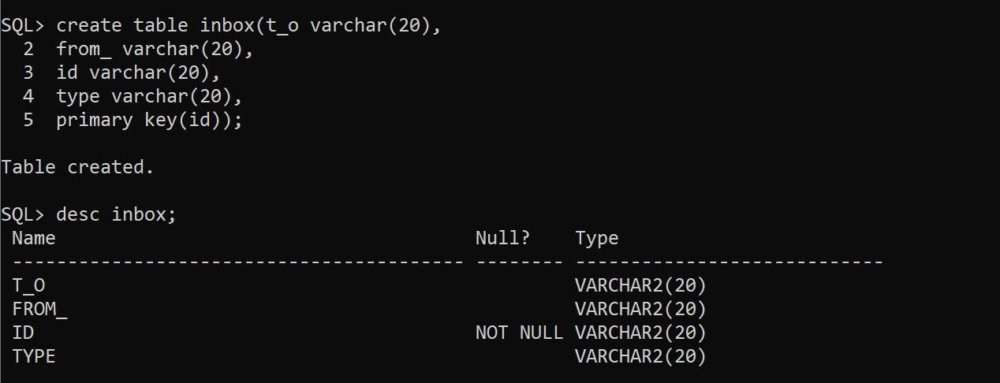 SQL> create table inbox(t_o varchar(20),
  2  from_ varchar(20),
  3  id varchar(20),
  4  type varchar(20),
  5  primary key(id));
Table created.
SQL> desc inbox;
 Name                                      Null?    Type
 ----------------------------------------- -------- ----------------------------
 T_O                                                VARCHAR2(20)
 FROM_                                              VARCHAR2(20)
 ID                                        NOT NULL VARCHAR2(20)
 TYPE                                               VARCHAR2(20)